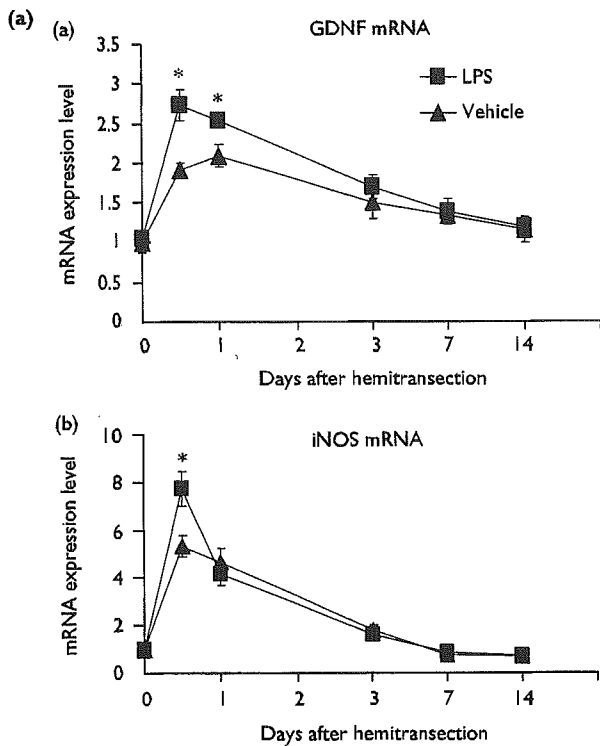 (a) (a) GDNF mRNA
3.5
3
2.5
2
1.5
1
0.5
0
mRNA expression level
* *
LPS
Vehicle
0 1 2 3 7 14
Days after hemitransection
(b) iNOS mRNA
10
8
6
4
2
0
mRNA expression level
*
0 1 2 3 7 14
Days after hemitransection